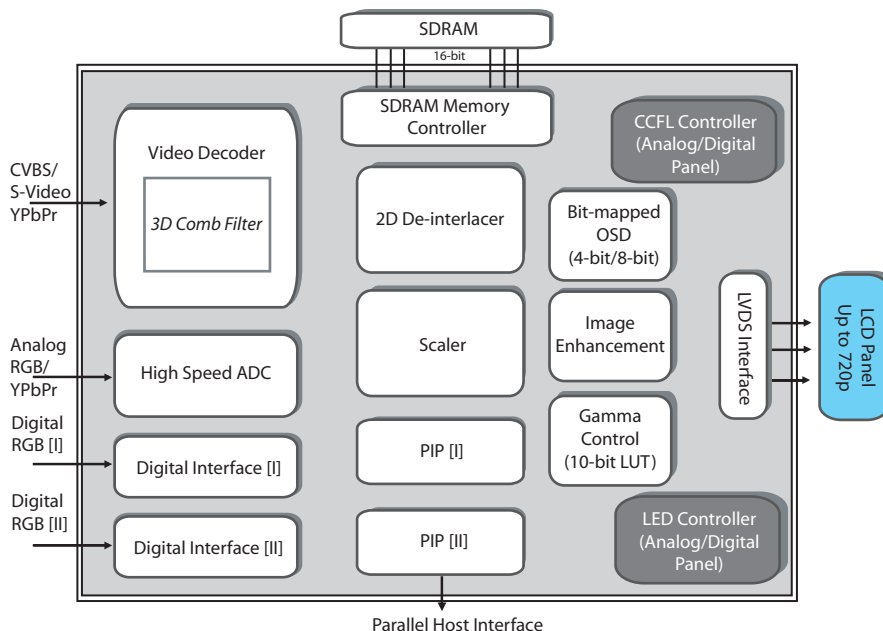 SDRAM
16-bit
SDRAM Memory
Controller
CCFL Controller
(Analog/Digital
Panel)
Video Decoder
3D Comb Filter
CVBS/
S-Video
YPbPr
2D De-interlacer
Bit-mapped
OSD
(4-bit/8-bit)
LVDS Interface
LCD Panel
Up to 720p
Analog
RGB/
YPbPr
High Speed ADC
Scaler
Image
Enhancement
Digital
RGB [I]
Digital Interface [I]
PIP [I]
Gamma
Control
(10-bit LUT)
Digital
RGB [II]
Digital Interface [II]
PIP [II]
LED Controller
(Analog/Digital
Panel)
Parallel Host Interface